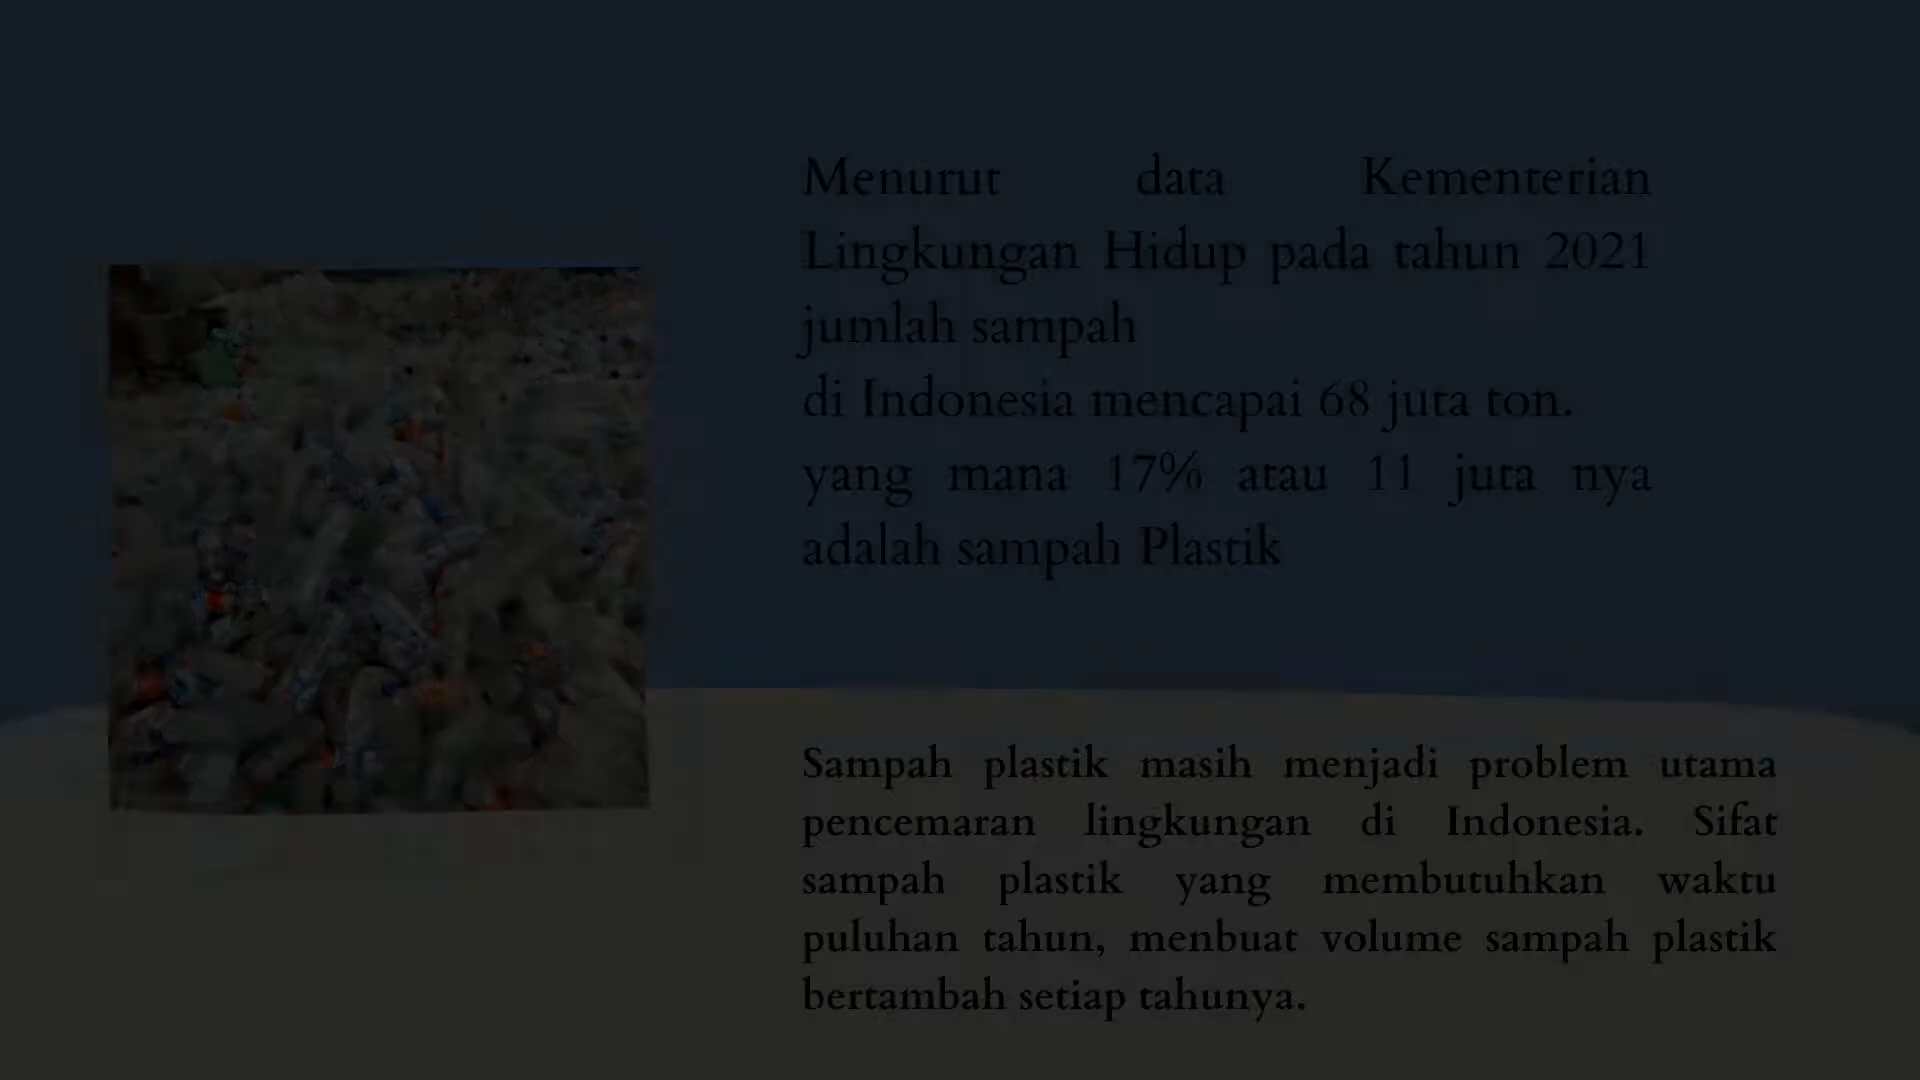 Menurut data Kementerian
Lingkungan Hidup pada tahun 2021
jumlah sampah
di Indonesia mencapai 68 juta ton.
yang mana 17% atau 11 juta nya
adalah sampah Plastik
Sampah plastik masih menjadi problem utama
pencemaran lingkungan di Indonesia. Sifat
sampah plastik yang membutuhkan waktu
puluhan tahun, menbuat volume sampah plastik
bertambah setiap tahunya.